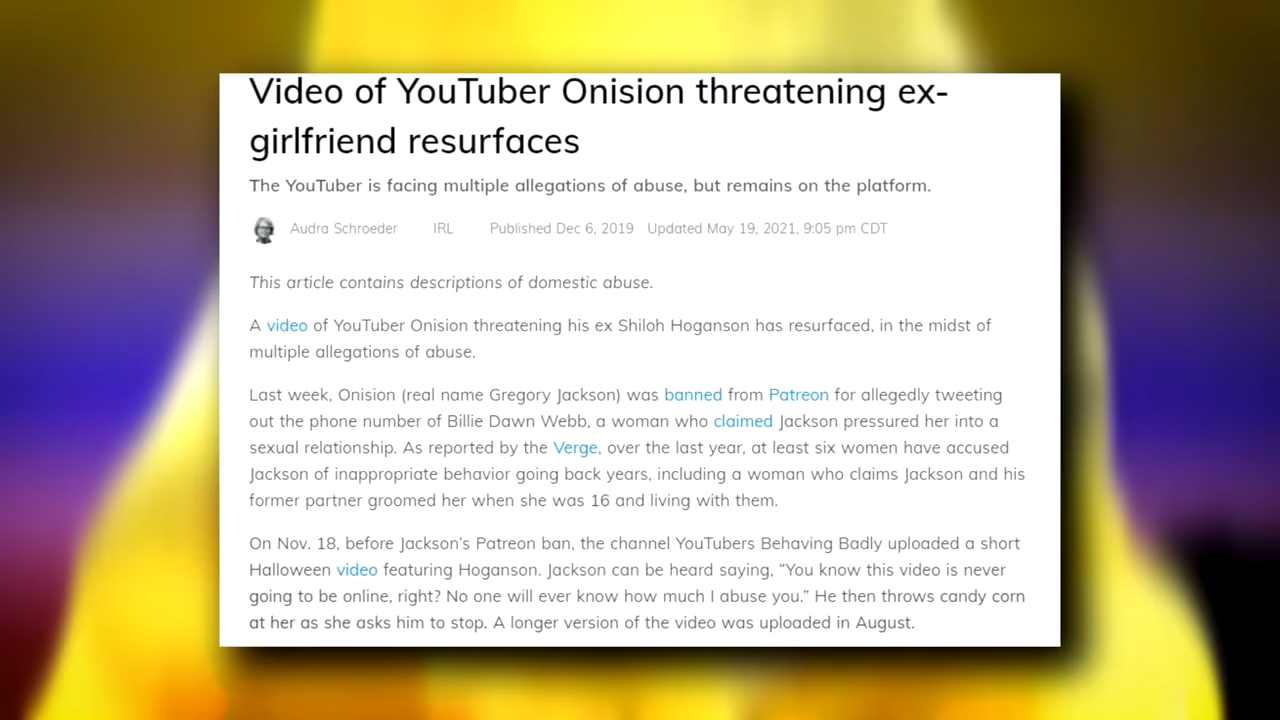 Video of YouTuber Onision threatening ex-
girlfriend resurfaces
The YouTuber is facing multiple allegations of abuse, but remains on the platform.
Audra Schroeder IRL Published Dec 6, 2019 Updated May 19, 2021, 9:05 pm CDT
This article contains descriptions of domestic abuse.
A video of YouTuber Onision threatening his ex Shiloh Hoganson has resurfaced, in the midst of
multiple allegations of abuse.
Last week, Onision (real name Gregory Jackson) was banned from Patreon for allegedly tweeting
out the phone number of Billie Dawn Webb, a woman who claimed Jackson pressured her into a
sexual relationship. As reported by the Verge, over the last year, at least six women have accused
Jackson of inappropriate behavior going back years, including a woman who claims Jackson and his
former partner groomed her when she was 16 and living with them.
On Nov. 18, before Jackson’s Patreon ban, the channel YouTubers Behaving Badly uploaded a short
Halloween video featuring Hoganson. Jackson can be heard saying, “You know this video is never
going to be online, right? No one will ever know how much I abuse you.” He then throws candy corn
at her as she asks him to stop. A longer version of the video was uploaded in August.